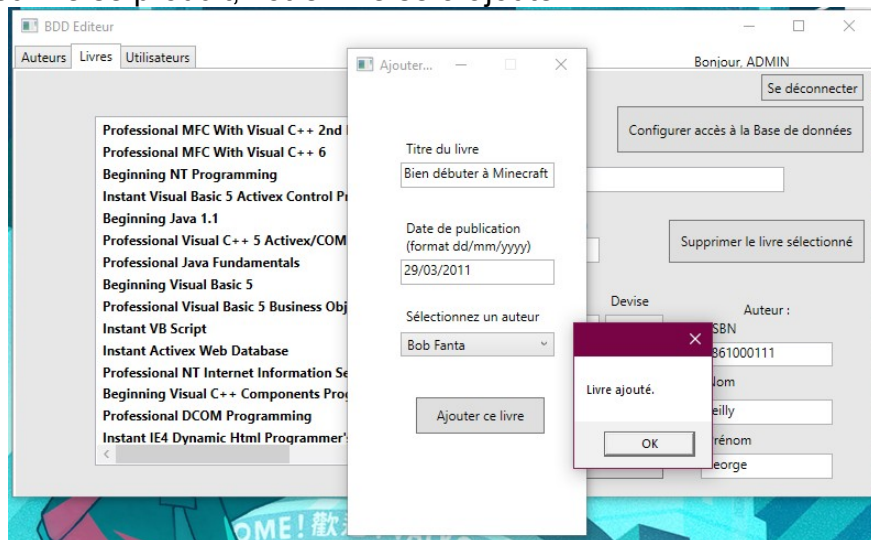 BDD Editeur
Auteurs Livres Utilisateurs
Bonjour, ADMIN
Se déconnecter
Configurer accès à la Base de données
Professional MFC With Visual C++ 2nd
Professional MFC With Visual C++ 6
Beginning NT Programming
Instant Visual Basic 5 Activex Control
Beginning Java 1.1
Professional Visual C++ 5 Activex/COM
Professional Java Fundamentals
Beginning Visual Basic 5
Professional Visual Basic 5 Business Obj
Instant VB Script
Instant Activex Web Database
Professional NT Internet Information Se
Beginning Visual C++ Components Prog
Professional DCOM Programming
Instant IE4 Dynamic Html Programmer's
Ajouter...
Titre du livre
Bien débuter à Minecraft
Date de publication
(format dd/mm/yyyy)
29/03/2011
Sélectionnez un auteur
Bob Fanta
Ajouter ce livre
Supprimer le livre sélectionné
Devise
Auteur :
SBN
861000111
Nom
eilly
rénom
eorge
Livre ajouté.
OK
OME! 歡